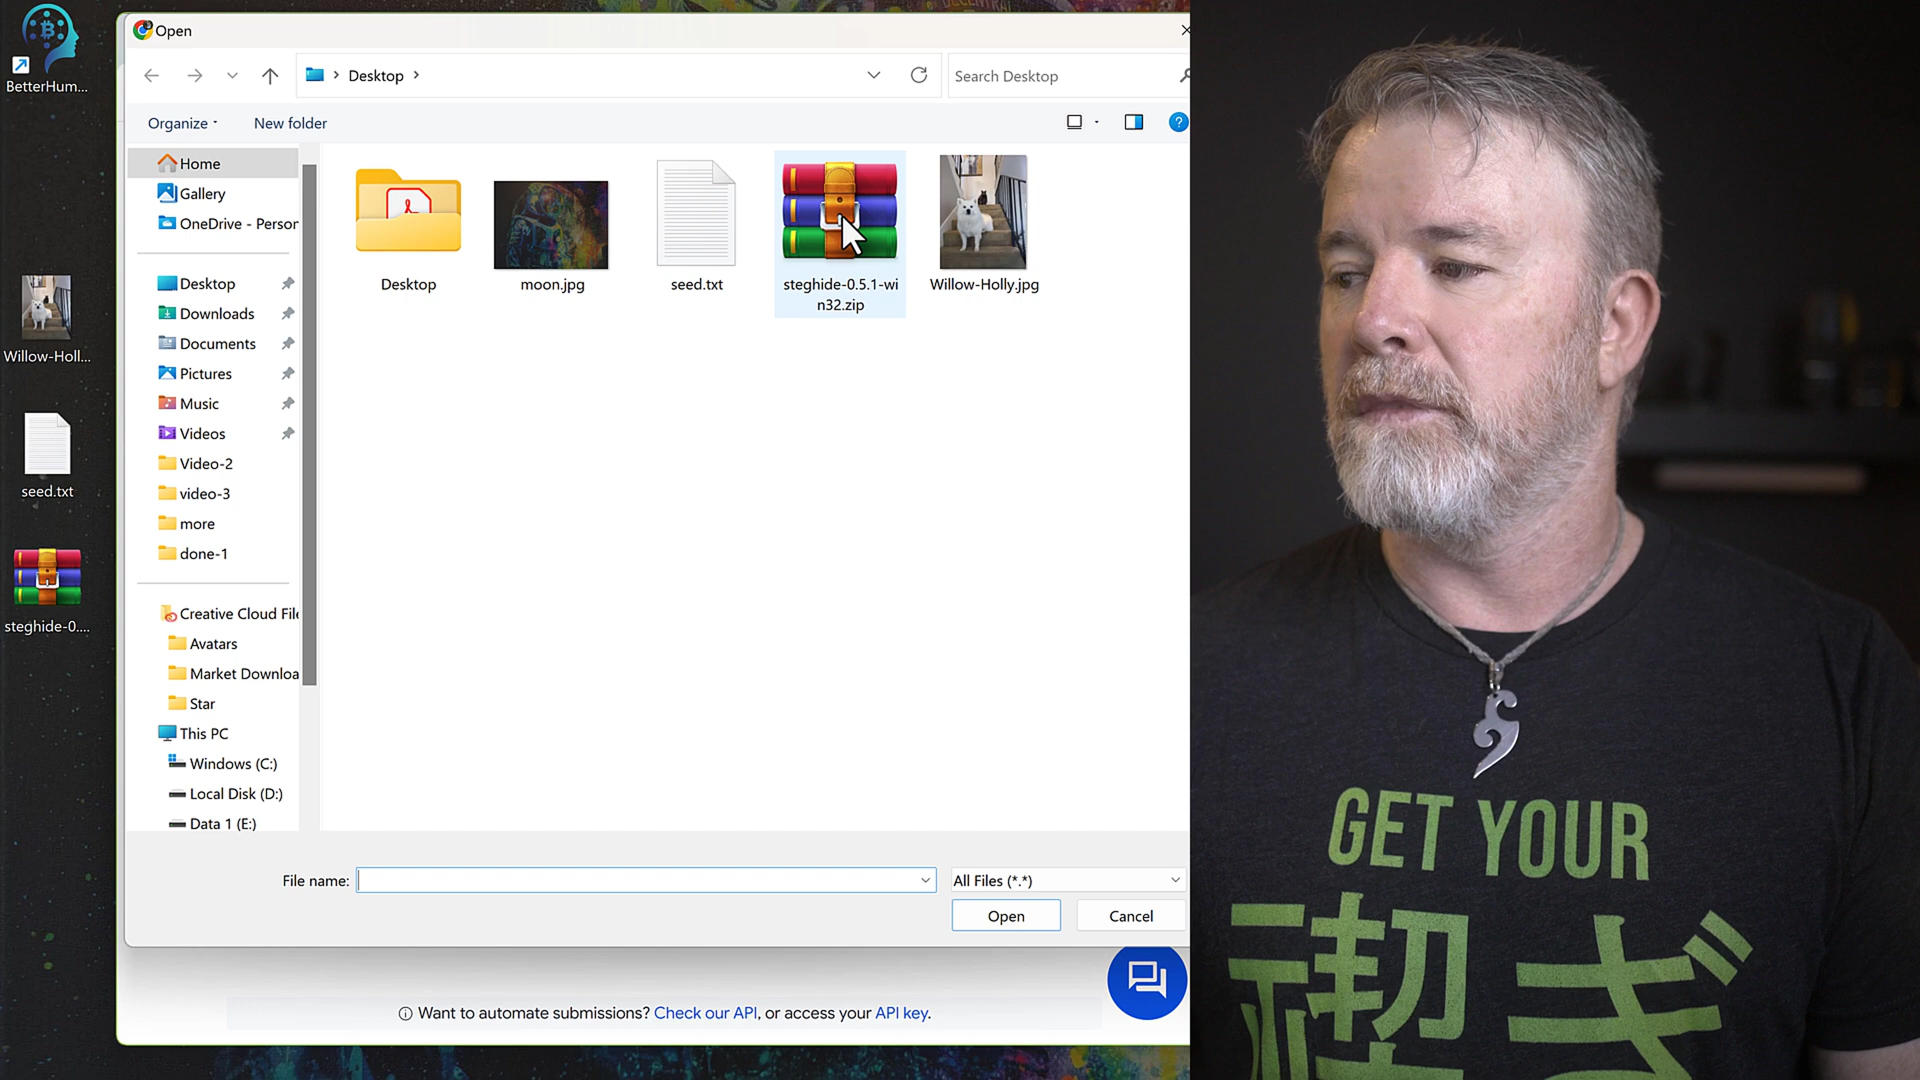 BetterHum...
Willow-Holl...
seed.txt
steghide-0....
Open
Desktop
Search Desktop
Organize
New folder
Home
Gallery
OneDrive - Person
Desktop
Downloads
Documents
Pictures
Music
Videos
Video-2
video-3
more
done-1
Creative Cloud File
Avatars
Market Downloa
Star
This PC
Windows (C:)
Local Disk (D:)
Data 1 (E:)
Desktop
moon.jpg
seed.txt
steghide-0.5.1-wi
n32.zip
Willow-Holly.jpg
File name:
All Files (*.*)
Open
Cancel
Want to automate submissions? Check our API, or access your API key.
GET YOUR
禊ぎ